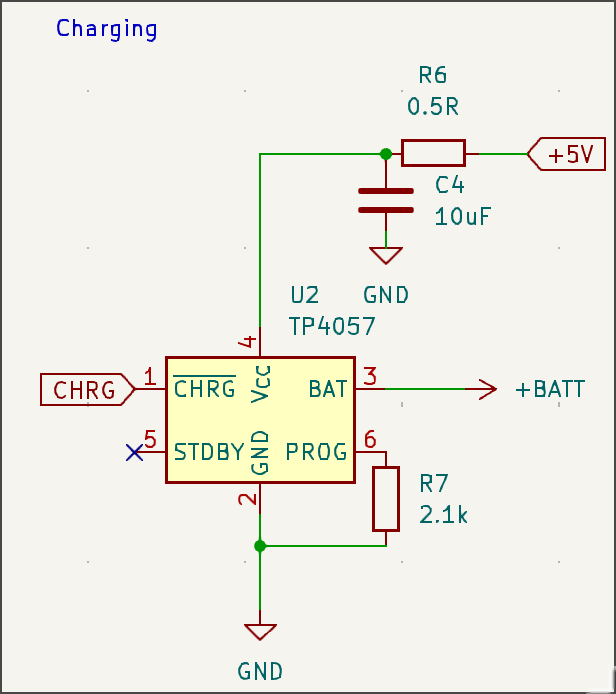 Charging
R6
0.5R
+5V
C4
10uF
GND
U2
TP4057
4
CHRG
1
CHRG
Vcc
BAT
3
+BATT
5
STDBY
GND
PROG
6
2
R7
2.1k
GND